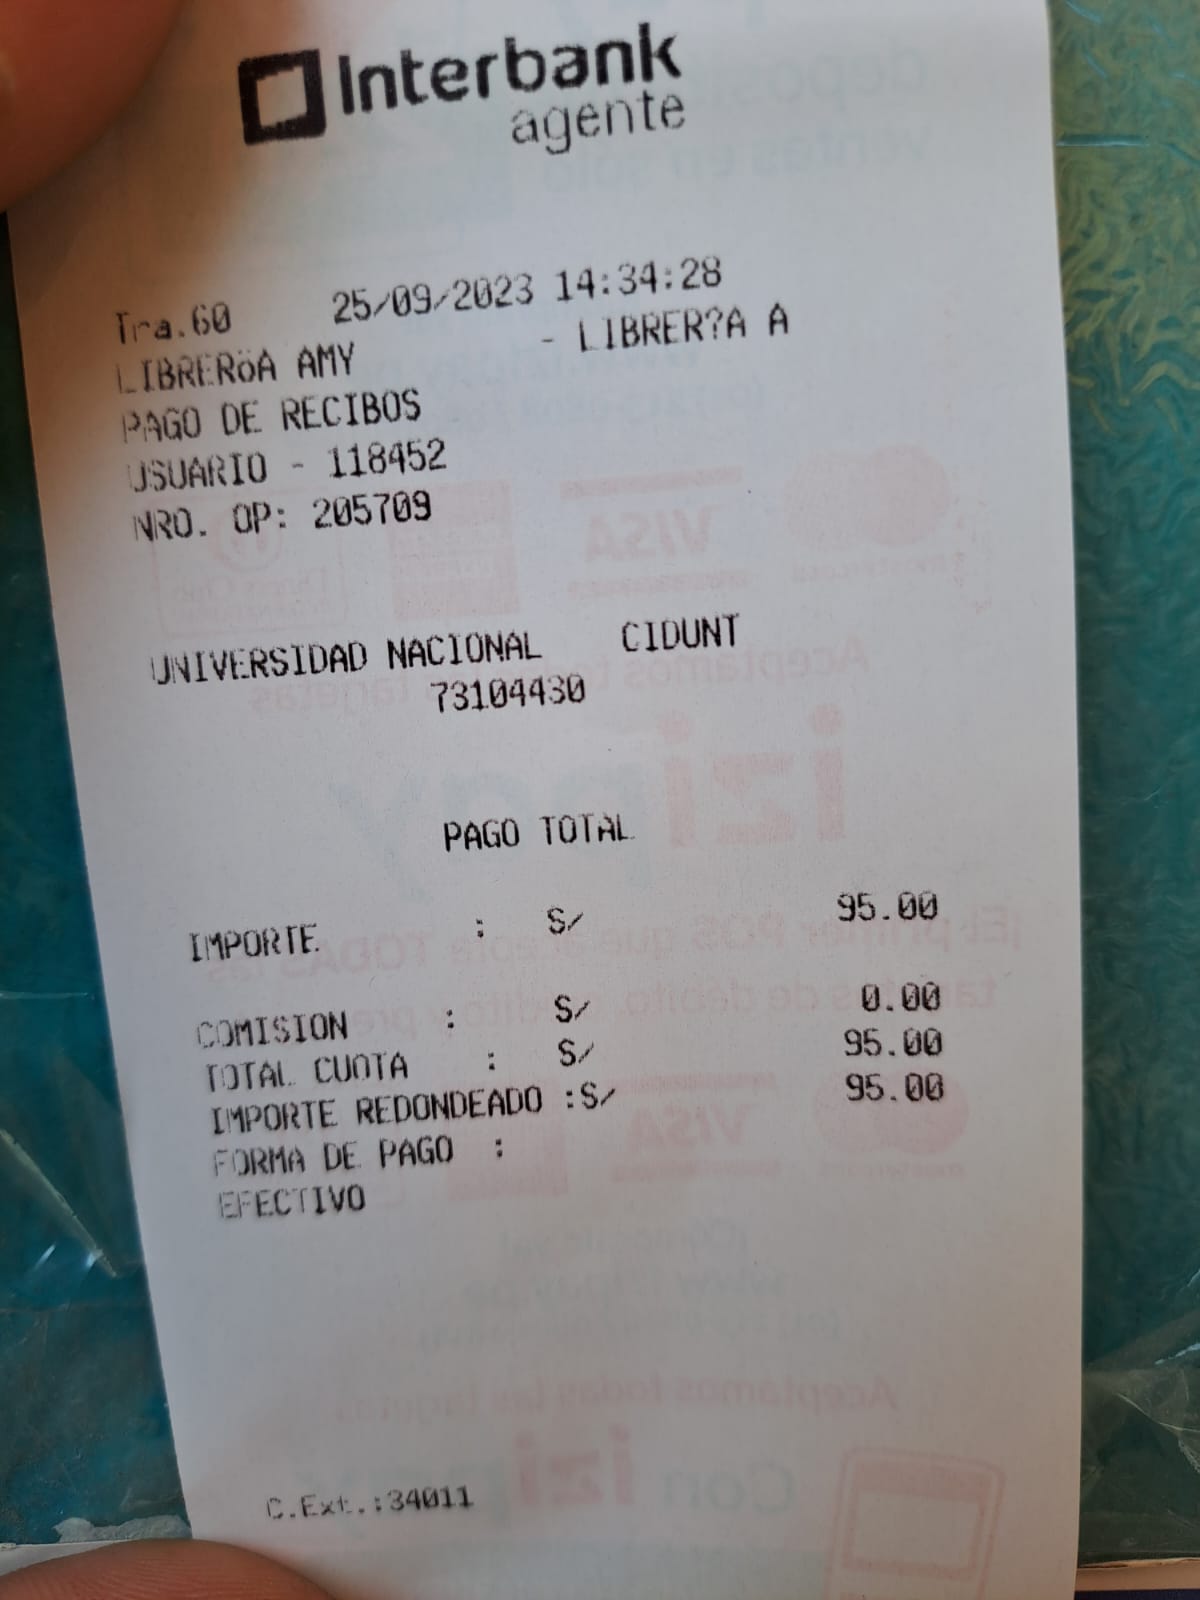 Interbank
agente
Tra.60 25/09/2023 14:34:28
LIBRERöA AMY - LIBRER?A A
PAGO DE RECIBOS
USUARIO - 118452
NRO. OP: 205709
UNIVERSIDAD NACIONAL CIDUNT
73104430
PAGO TOTAL
IMPORTE : S/ 95.00
COMISION : S/ 0.00
TOTAL CUOTA : S/ 95.00
IMPORTE REDONDEADO :S/ 95.00
FORMA DE PAGO :
EFECTIVO
C.Ext.:34011